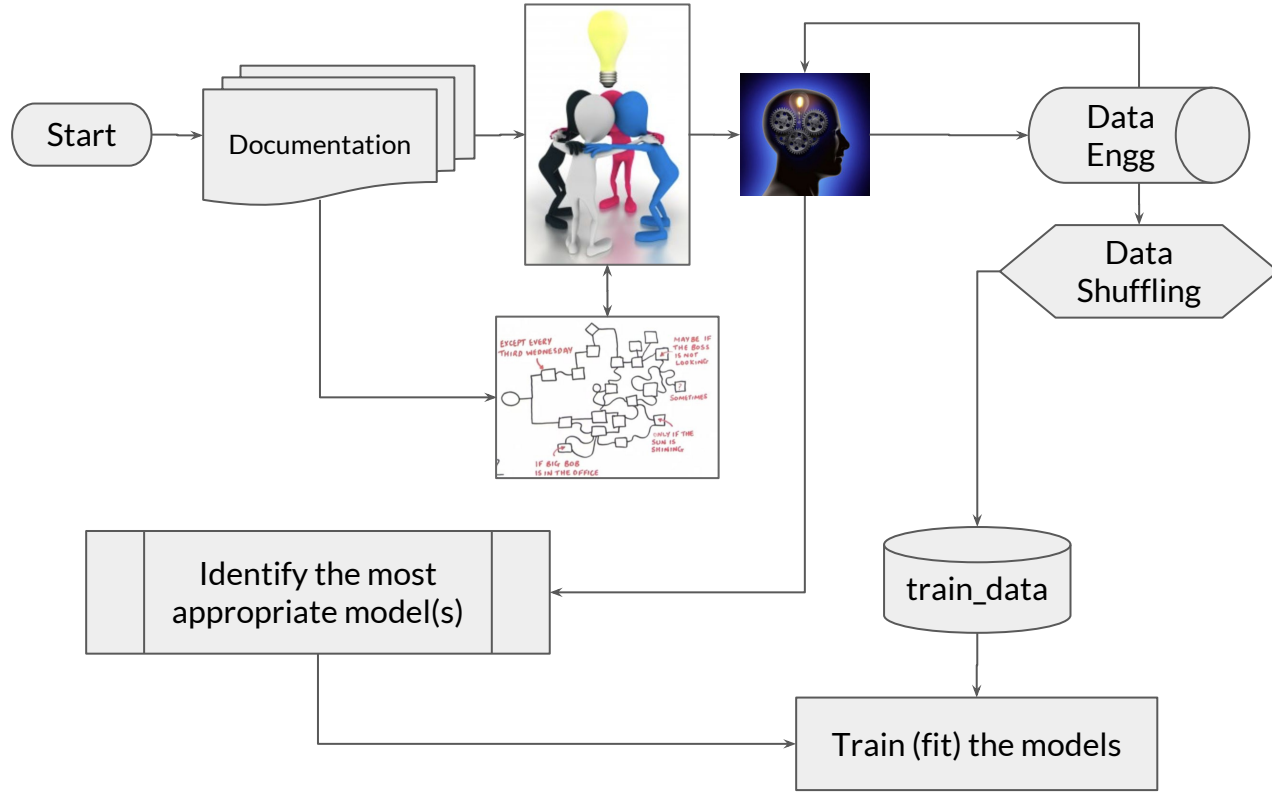 Start
Documentation
Data
Engg
Data
Shuffling
EXCEPT EVERY
THIRD WEDNESDAY
MAYBE IF
THE BOSS
IS NOT
LOOKING
?
SOMETIMES
ONLY IF THE
SUN IS
SHINING
IF BIG BOB
IS IN THE OFFICE
Identify the most
appropriate model(s)
train_data
Train (fit) the models